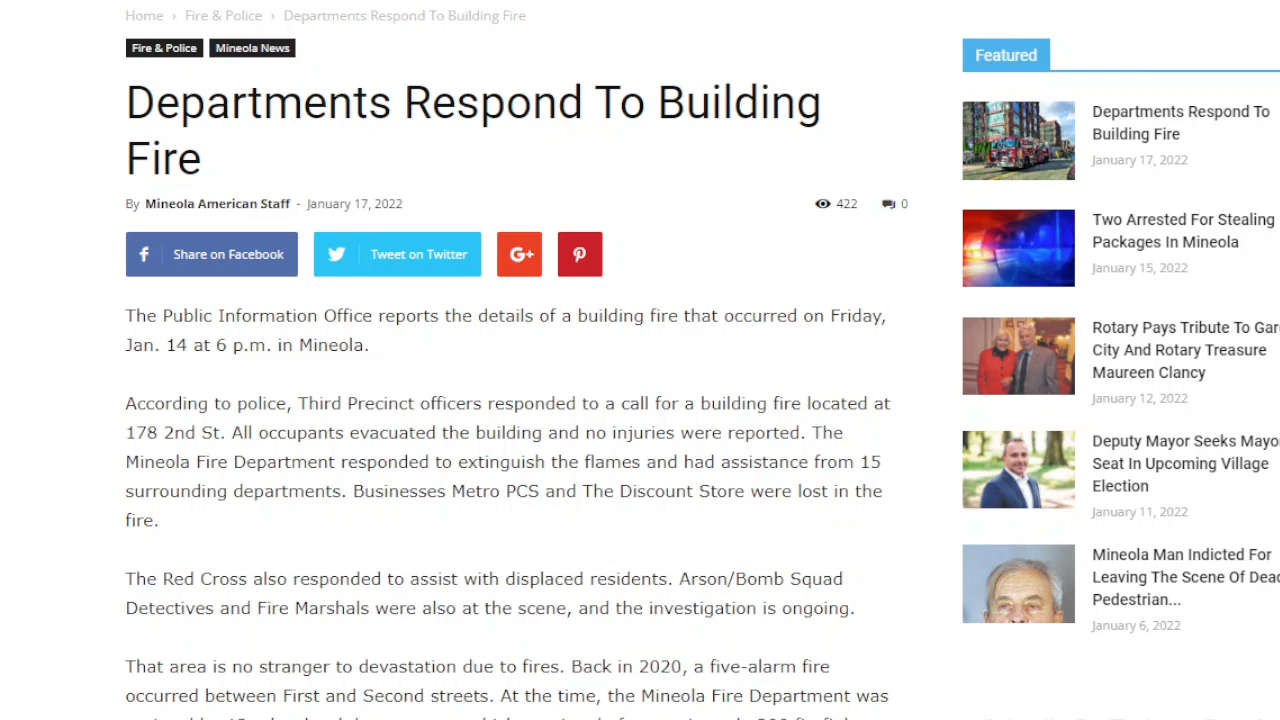 Home › Fire & Police › Departments Respond To Building Fire
Fire & Police Mineola News
Departments Respond To Building
Fire
By Mineola American Staff - January 17, 2022
422 0
Share on Facebook
Tweet on Twitter
G+
The Public Information Office reports the details of a building fire that occurred on Friday,
Jan. 14 at 6 p.m. in Mineola.
According to police, Third Precinct officers responded to a call for a building fire located at
178 2nd St. All occupants evacuated the building and no injuries were reported. The
Mineola Fire Department responded to extinguish the flames and had assistance from 15
surrounding departments. Businesses Metro PCS and The Discount Store were lost in the
fire.
The Red Cross also responded to assist with displaced residents. Arson/Bomb Squad
Detectives and Fire Marshals were also at the scene, and the investigation is ongoing.
That area is no stranger to devastation due to fires. Back in 2020, a five-alarm fire
occurred between First and Second streets. At the time, the Mineola Fire Department was
Featured
Departments Respond To
Building Fire
January 17, 2022
Two Arrested For Stealing
Packages In Mineola
January 15, 2022
Rotary Pays Tribute To
City And Rotary Treasure
Maureen Clancy
January 12, 2022
Deputy Mayor Seeks
Seat In Upcoming Village
Election
January 11, 2022
Mineola Man Indicted For
Leaving The Scene Of
Pedestrian...
January 6, 2022